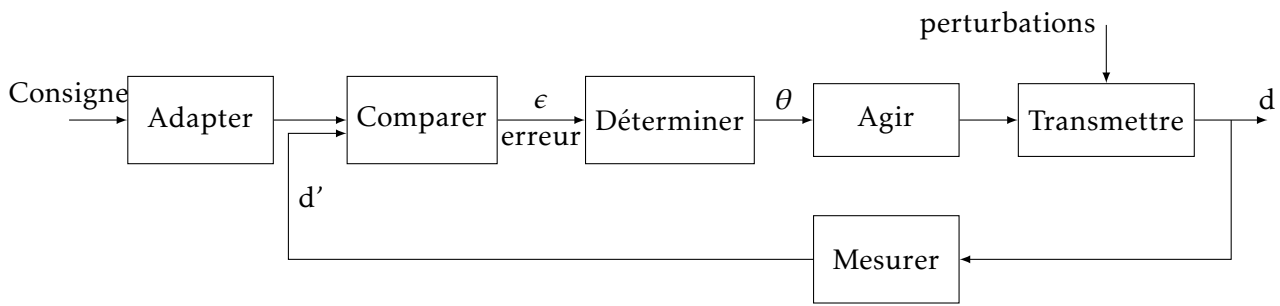 perturbations
Consigne
Adapter
Comparer
ϵ
erreur
Déterminer
θ
Agir
Transmettre
d
d’
Mesurer